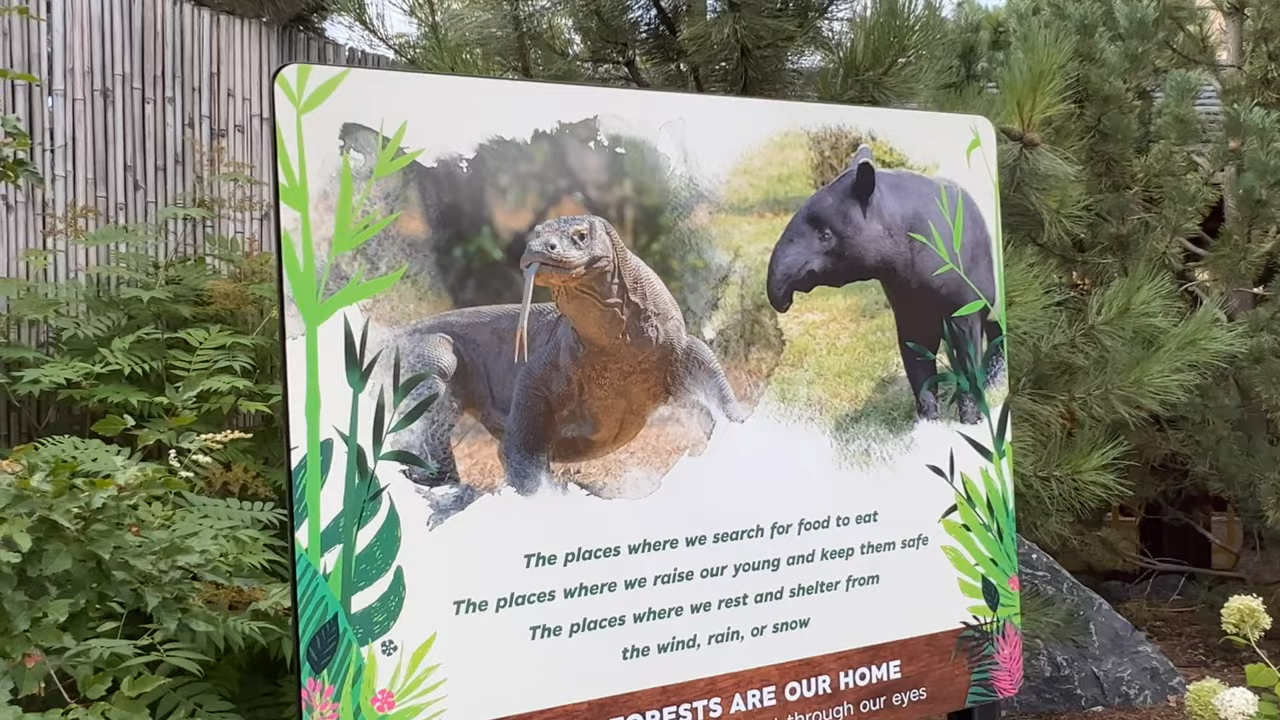 The places where we search for food to eat
The places where we raise our young and keep them safe
The places where we rest and shelter from
the wind, rain, or snow
FORESTS ARE OUR HOME
through our eyes